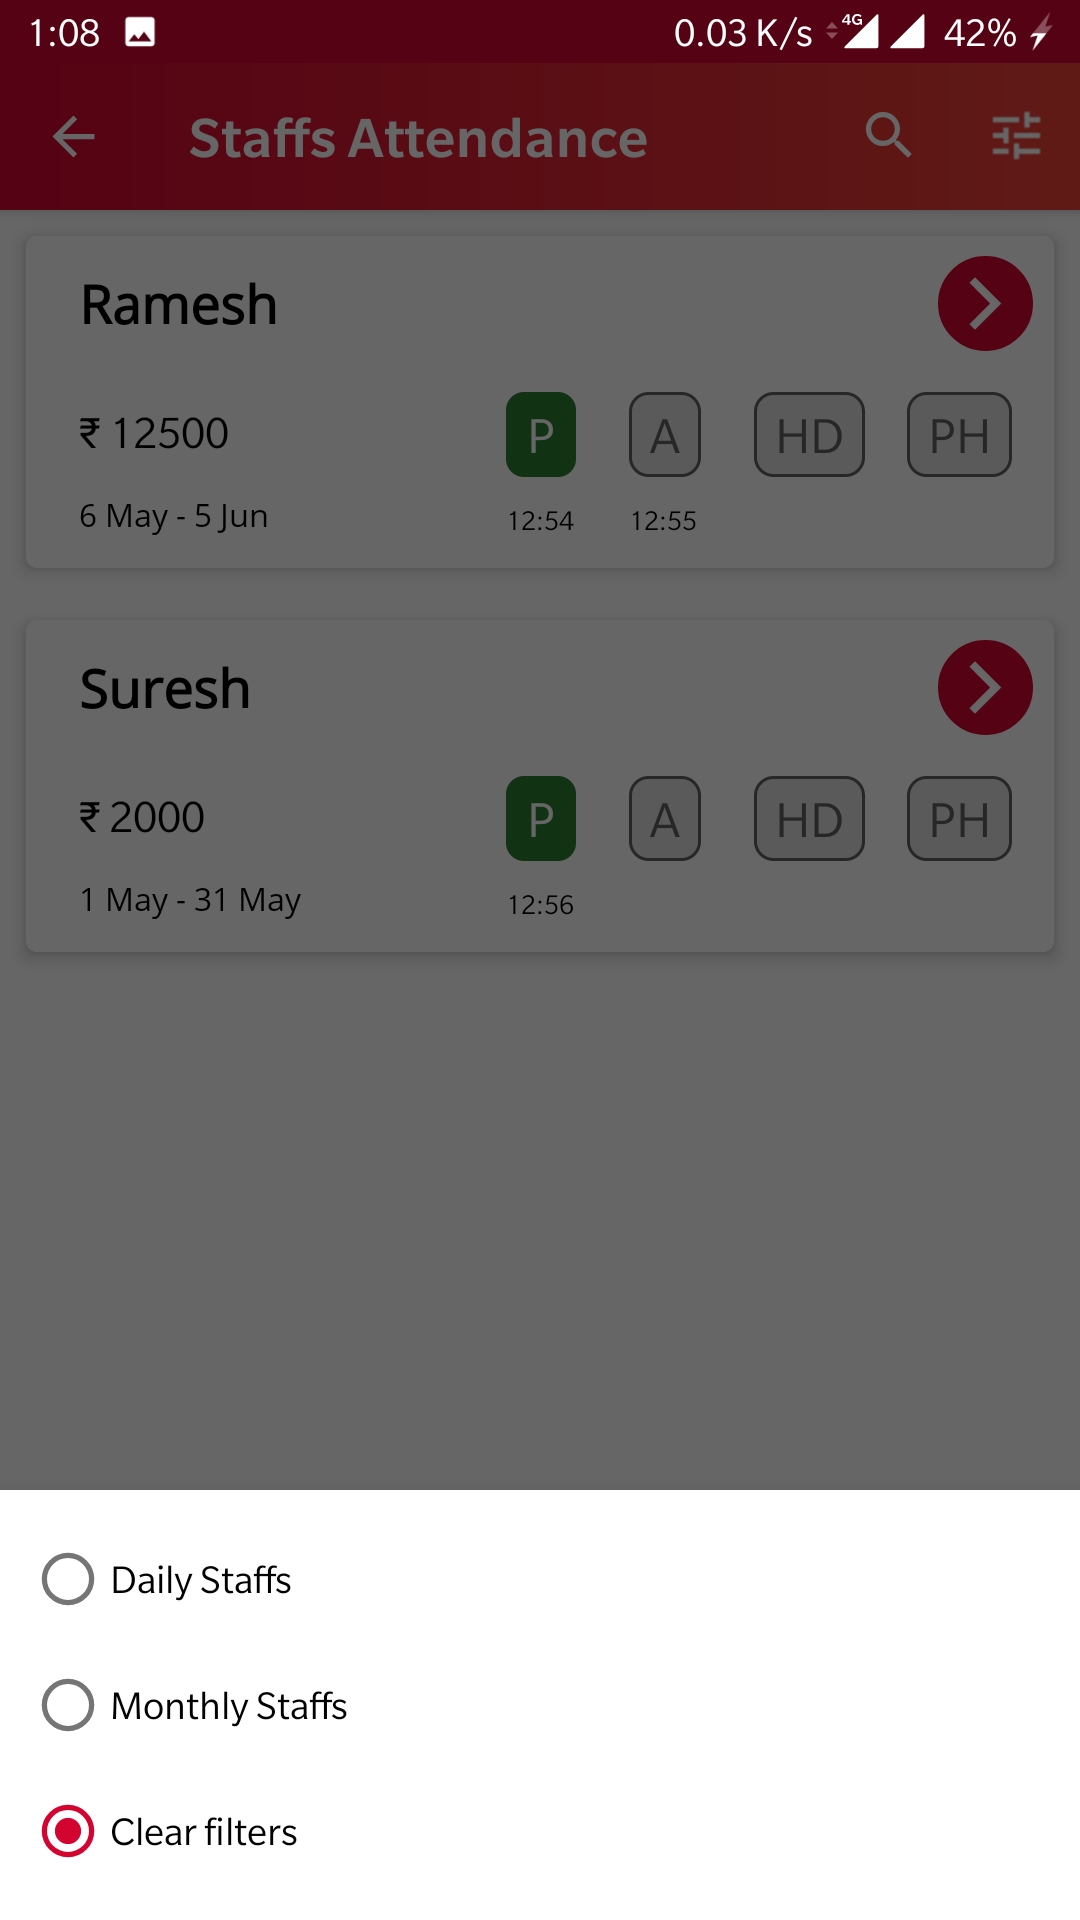 1:08 0.03 K/s 4G 42%
Staffs Attendance
Ramesh
₹ 12500 P A HD PH
6 May - 5 Jun 12:54 12:55
Suresh
₹ 2000 P A HD PH
1 May - 31 May 12:56
Daily Staffs
Monthly Staffs
Clear filters